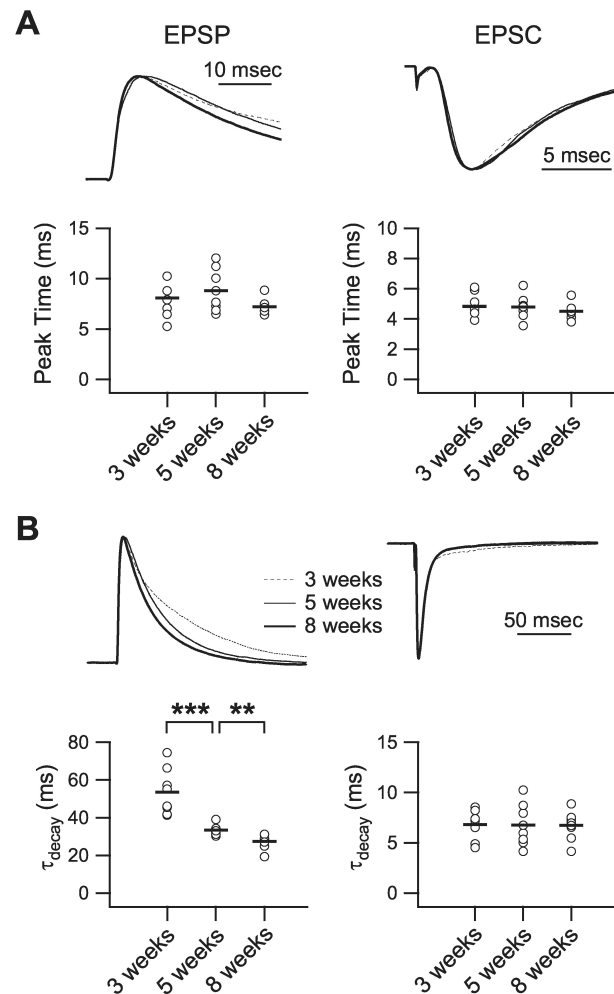 A
EPSP
EPSC
10 msec
5 msec
Peak Time (ms)
15
10
5
0
3 weeks
5 weeks
8 weeks
Peak Time (ms)
10
8
6
4
2
0
3 weeks
5 weeks
8 weeks
B
3 weeks
5 weeks
8 weeks
50 msec
*** **
τdecay (ms)
80
60
40
20
0
3 weeks
5 weeks
8 weeks
τdecay (ms)
15
10
5
0
3 weeks
5 weeks
8 weeks